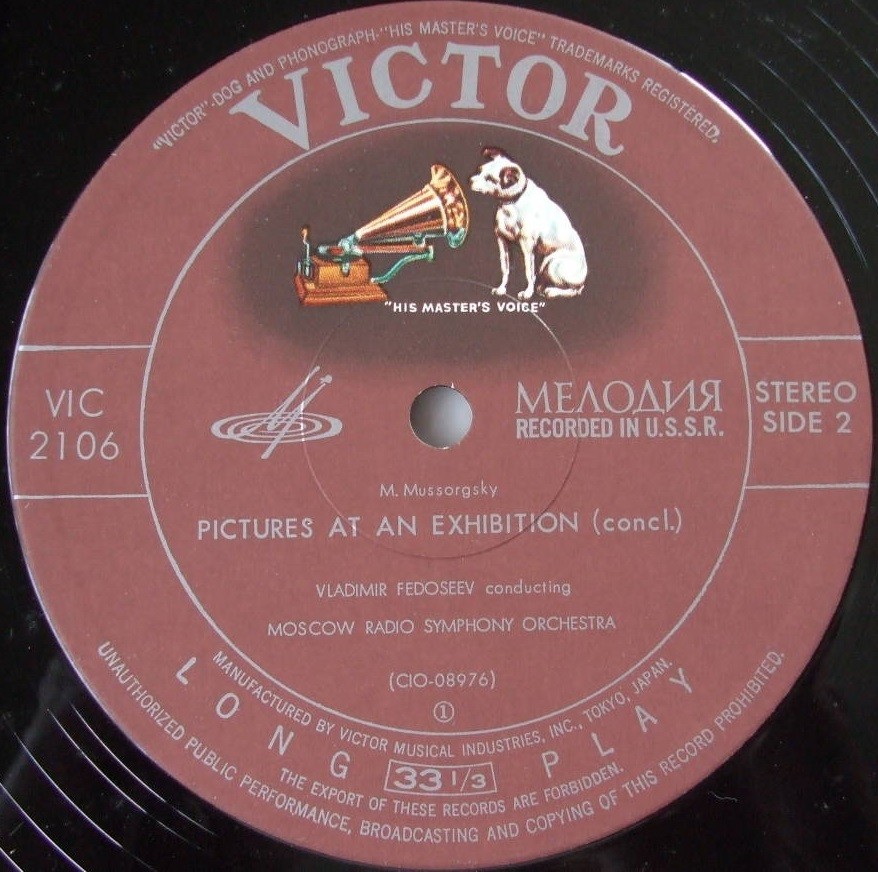 "VICTOR"-DOG AND PHONOGRAPH-"HIS MASTER'S VOICE" TRADEMARKS REGISTERED.
VICTOR
"HIS MASTER'S VOICE"
VIC
2106
МЕЛОДИЯ
RECORDED IN U.S.S.R.
STEREO
SIDE 2
M. Mussorgsky
PICTURES AT AN EXHIBITION (concl.)
VLADIMIR FEDOSEEV conducting
MOSCOW RADIO SYMPHONY ORCHESTRA
(CIO-08976)
①
MANUFACTURED BY VICTOR MUSICAL INDUSTRIES, INC., TOKYO, JAPAN.
LONG 33 1/3 PLAY
THE EXPORT OF THESE RECORDS ARE FORBIDDEN.
UNAUTHORIZED PUBLIC PERFORMANCE, BROADCASTING AND COPYING OF THIS RECORD PROHIBITED.